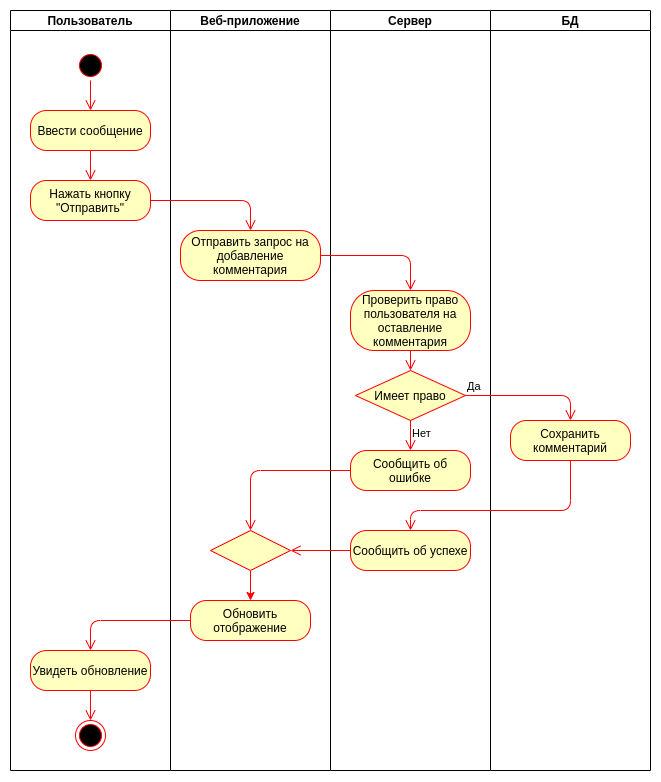 Пользователь
Веб-приложение
Сервер
БД
Ввести сообщение
Нажать кнопку
"Отправить"
Отправить запрос на
добавление
комментария
Проверить право
пользователя на
оставление
комментария
Имеет право
Да
Нет
Сохранить
комментарий
Сообщить об
ошибке
Сообщить об успехе
Обновить
отображение
Увидеть обновление